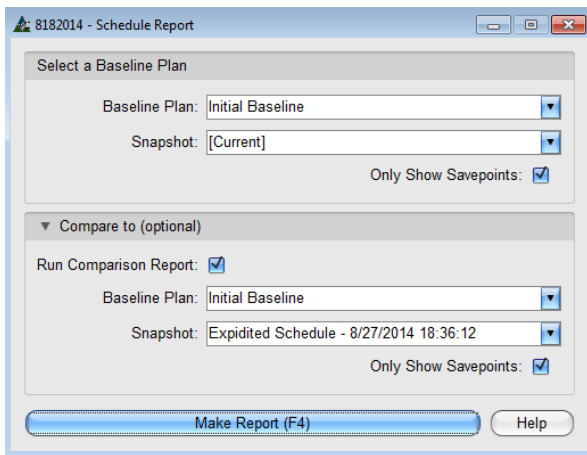 8182014 - Schedule Report
Select a Baseline Plan
Baseline Plan: Initial Baseline
Snapshot: [Current]
Only Show Savepoints:
Compare to (optional)
Run Comparison Report:
Baseline Plan: Initial Baseline
Snapshot: Expidited Schedule - 8/27/2014 18:36:12
Only Show Savepoints:
Make Report (F4) Help